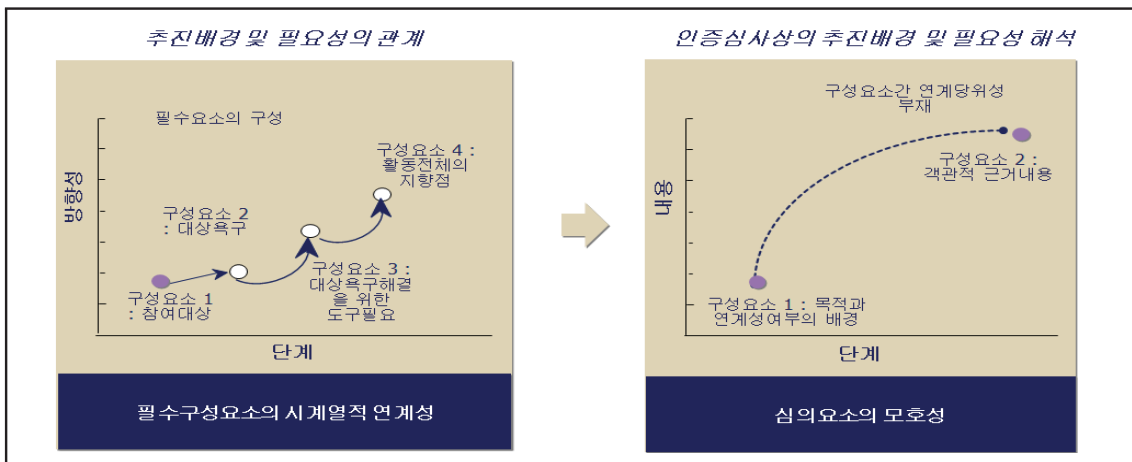 추진배경 및 필요성의 관계
필수요소의 구성
구성요소 4 :
활동전체의
지향점
구성요소 2
: 대상욕구
구성요소 3 :
대상욕구해결
을 위한
도구필요
구성요소 1
: 참여대상
방향성
단계
필수구성요소의 시계열적 연계성
인증심사상의 추진배경 및 필요성 해석
구성요소간 연계당위성
부재
구성요소 2 :
객관적 근거내용
구성요소 1 : 목적과
연계성여부의 배경
내용
단계
심의요소의 모호성